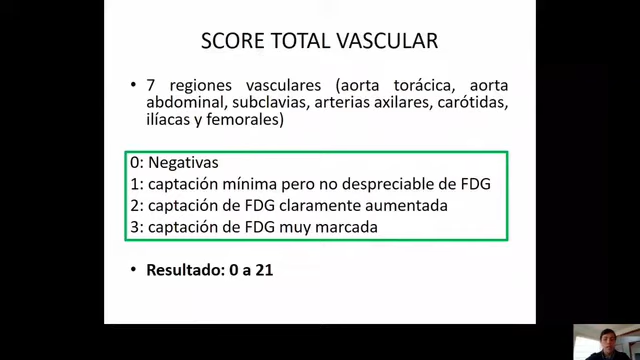 SCORE TOTAL VASCULAR
• 7 regiones vasculares (aorta torácica, aorta
abdominal, subclavias, arterias axilares, carótidas,
ilíacas y femorales)
0: Negativas
1: captación mínima pero no despreciable de FDG
2: captación de FDG claramente aumentada
3: captación de FDG muy marcada
• Resultado: 0 a 21